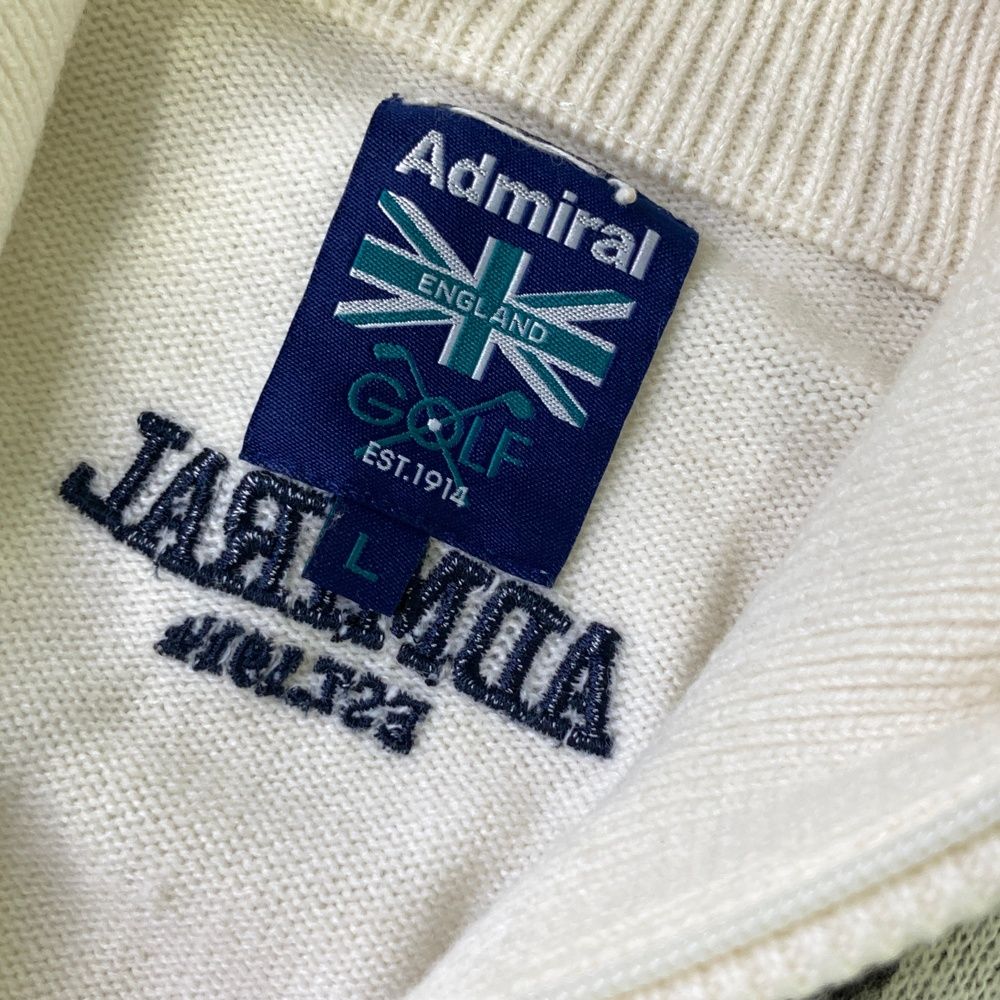 Admiral
ENGLAND
GOLF
EST.1914
L
ADMIRAL
EST.1914